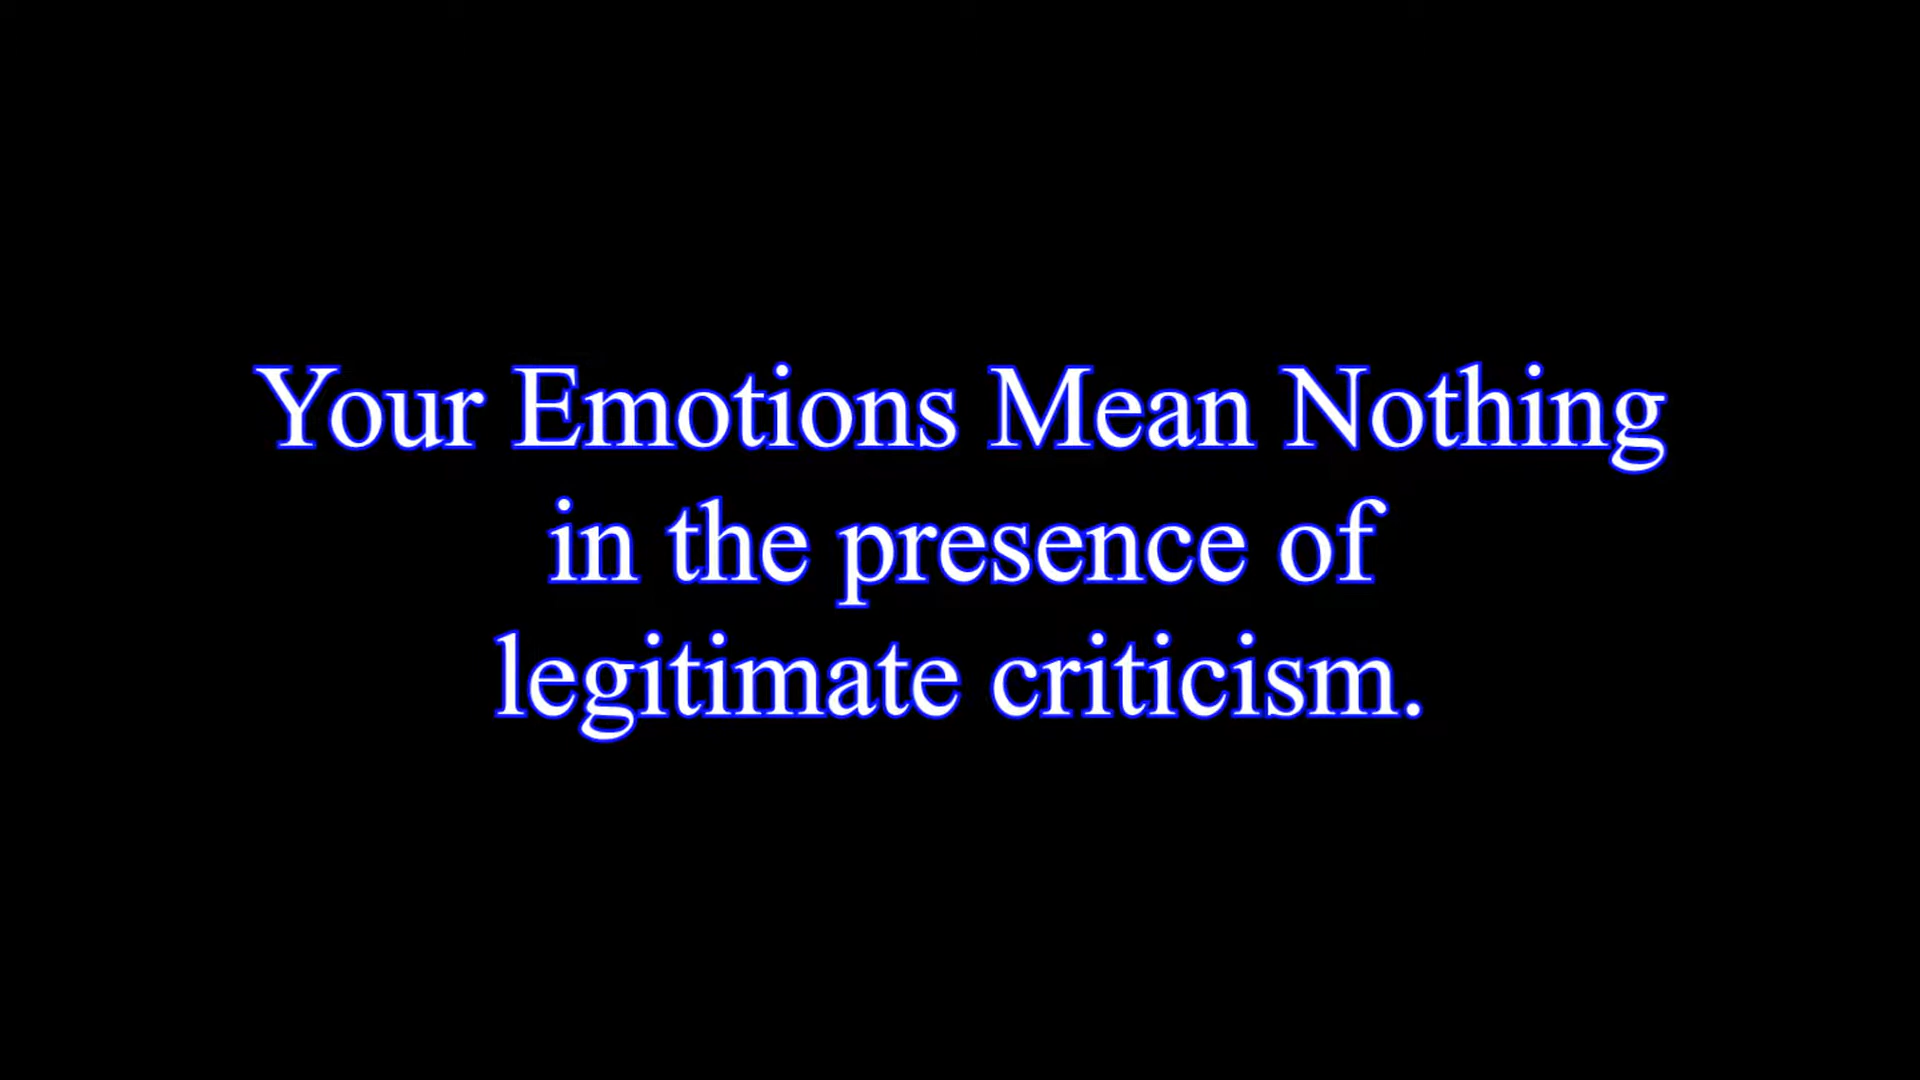 Your Emotions Mean Nothing
in the presence of
legitimate criticism.